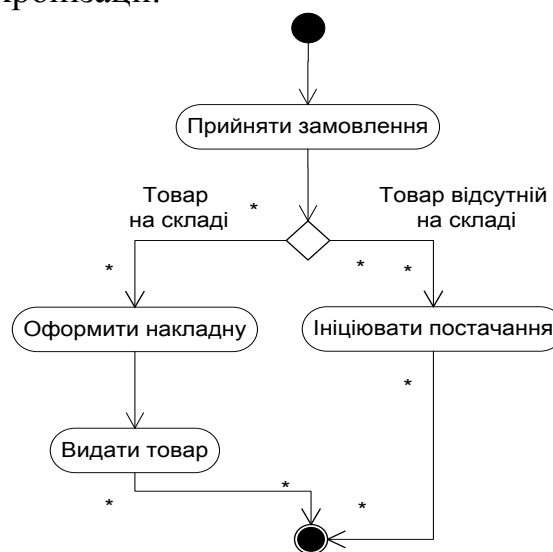 Прийняти замовлення
Товар
на складі
Товар відсутній
на складі
*
*
*
*
Оформити накладну
Ініціювати постачання
*
Видати товар
*
*
*